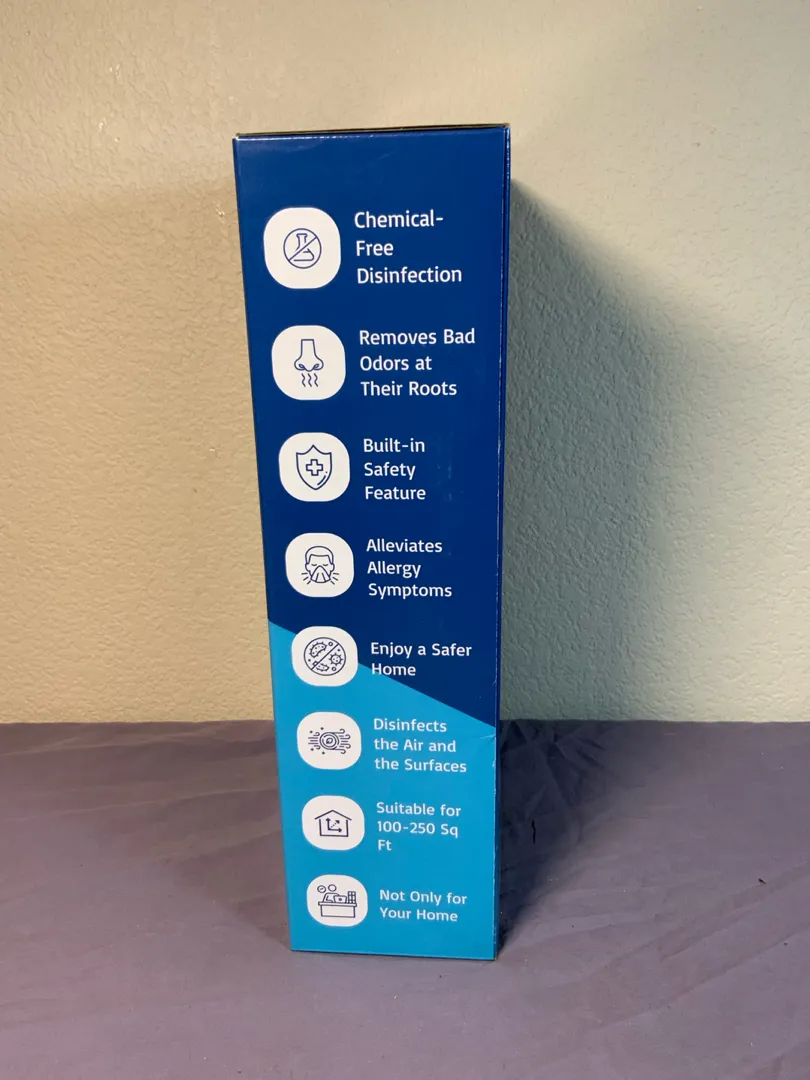 Chemical-
Free
Disinfection
Removes Bad
Odors at
Their Roots
Built-in
Safety
Feature
Alleviates
Allergy
Symptoms
Enjoy a Safer
Home
Disinfects
the Air and
the Surfaces
Suitable for
100-250 Sq
Ft
Not Only for
Your Home